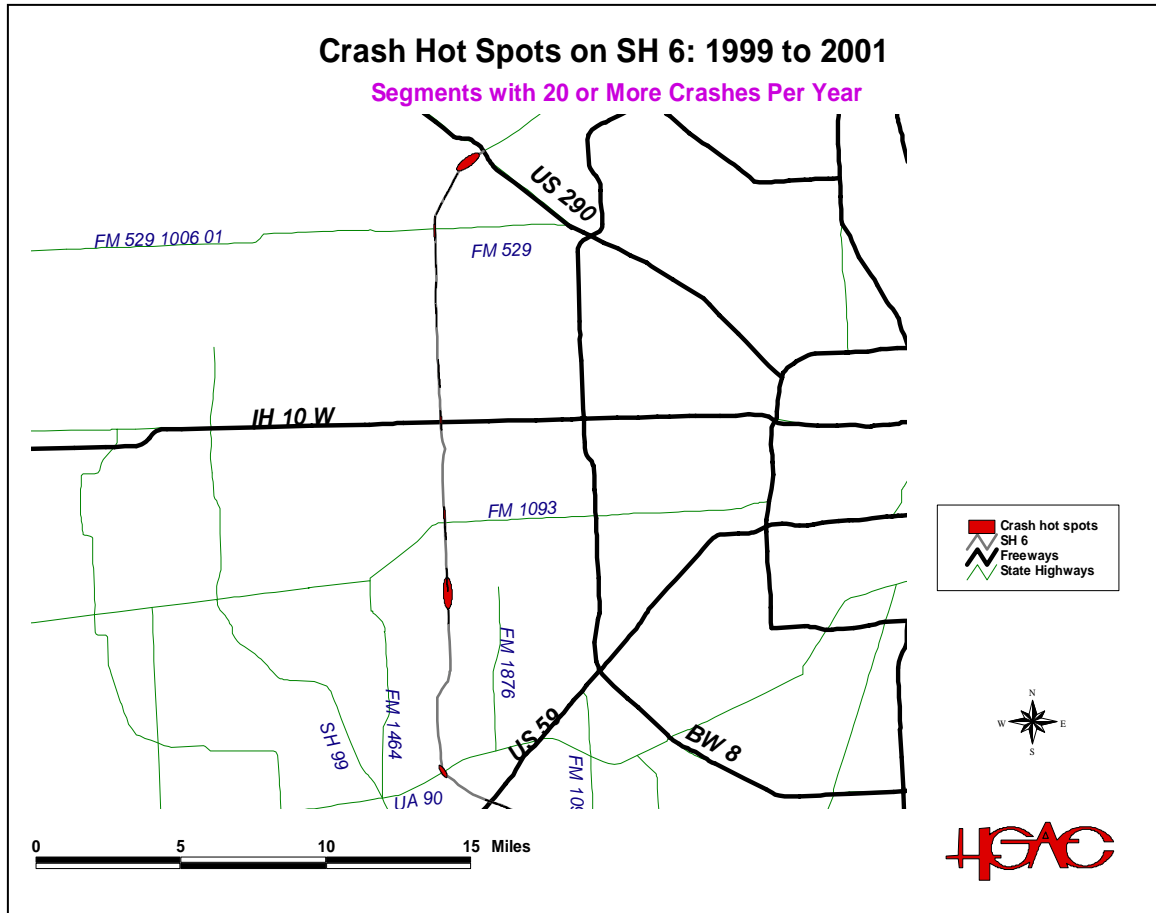 Crash Hot Spots on SH 6: 1999 to 2001
Segments with 20 or More Crashes Per Year
US 290
FM 529 1006 01
FM 529
IH 10 W
FM 1093
Crash hot spots
SH 6
Freeways
State Highways
FM 1876
FM 1464
SH 99
US 59
BW 8
FM 109
UA 90
N
W
E
S
0
5
10
15 Miles
HGAC